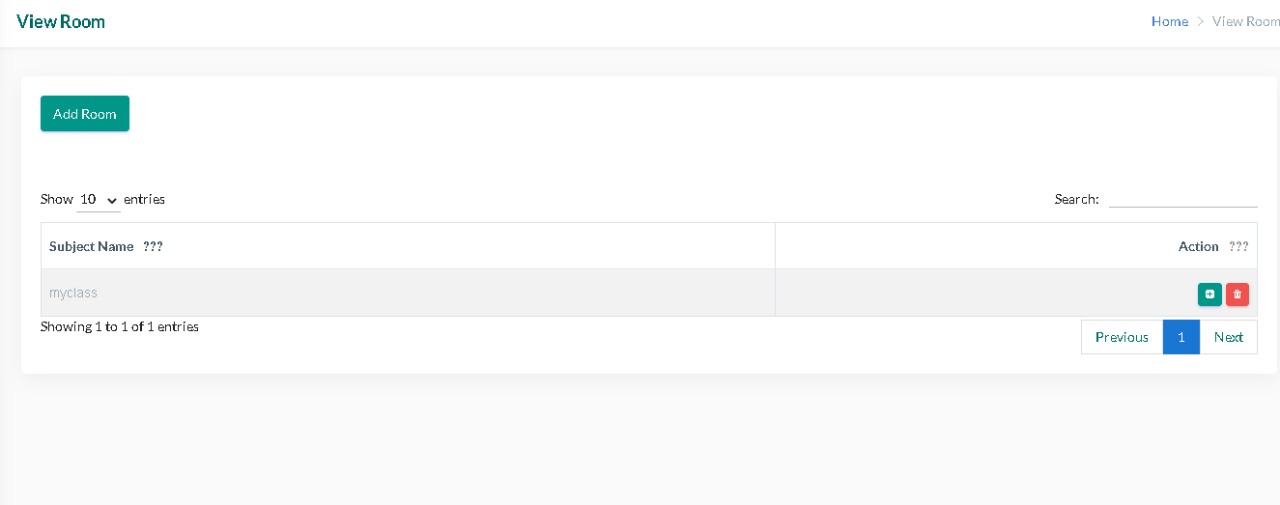 View Room
Home > View Room
Add Room
Show 10 entries
Search:
Subject Name ???
Action ???
myclass
Showing 1 to 1 of 1 entries
Previous 1 Next